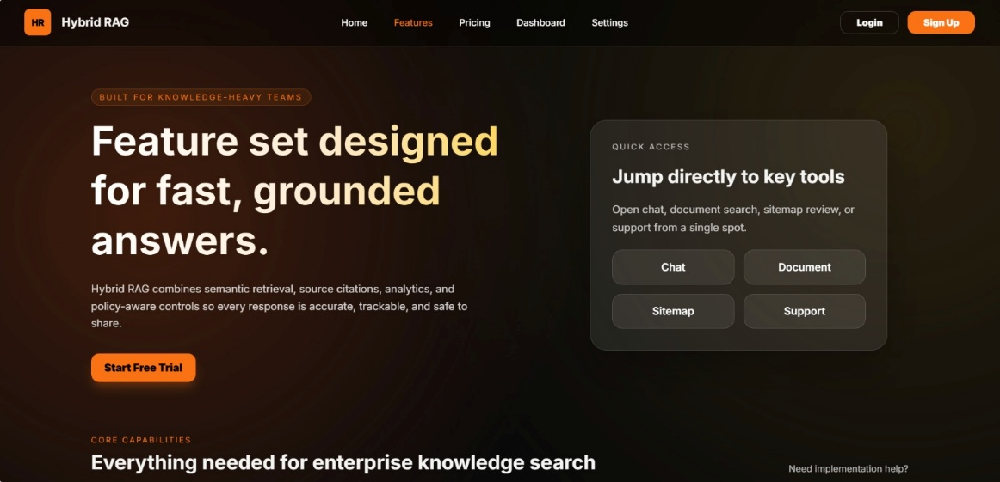 HR
Hybrid RAG
Home
Features
Pricing
Dashboard
Settings
Login
Sign Up
BUILT FOR KNOWLEDGE-HEAVY TEAMS
Feature set designed
for fast, grounded
answers.
Hybrid RAG combines semantic retrieval, source citations, analytics, and
policy-aware controls so every response is accurate, trackable, and safe to
share.
Start Free Trial
QUICK ACCESS
Jump directly to key tools
Open chat, document search, sitemap review, or
support from a single spot.
Chat
Document
Sitemap
Support
CORE CAPABILITIES
Everything needed for enterprise knowledge search
Need implementation help?